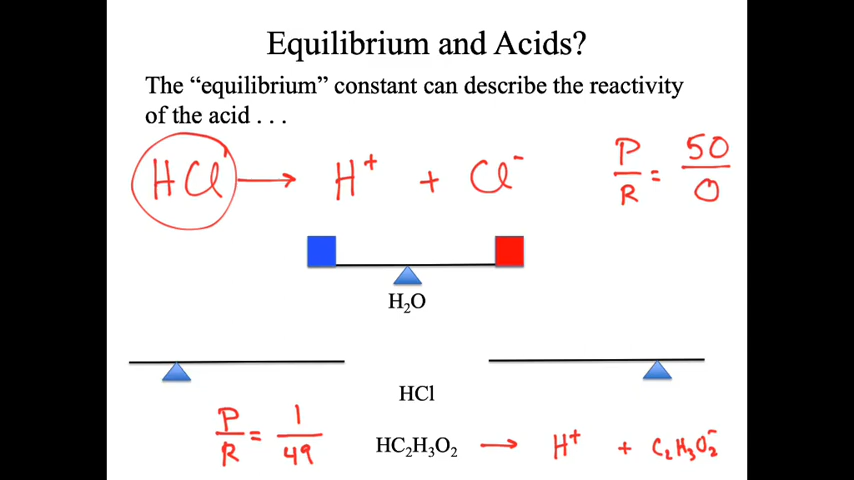 Equilibrium and Acids?
The “equilibrium” constant can describe the reactivity
of the acid . . .
HCl → H⁺ + Cl⁻
P/R = 50/0
H₂O
HCl
P/R = 1/49
HC₂H₃O₂ → H⁺ + C₂H₃O₂⁻